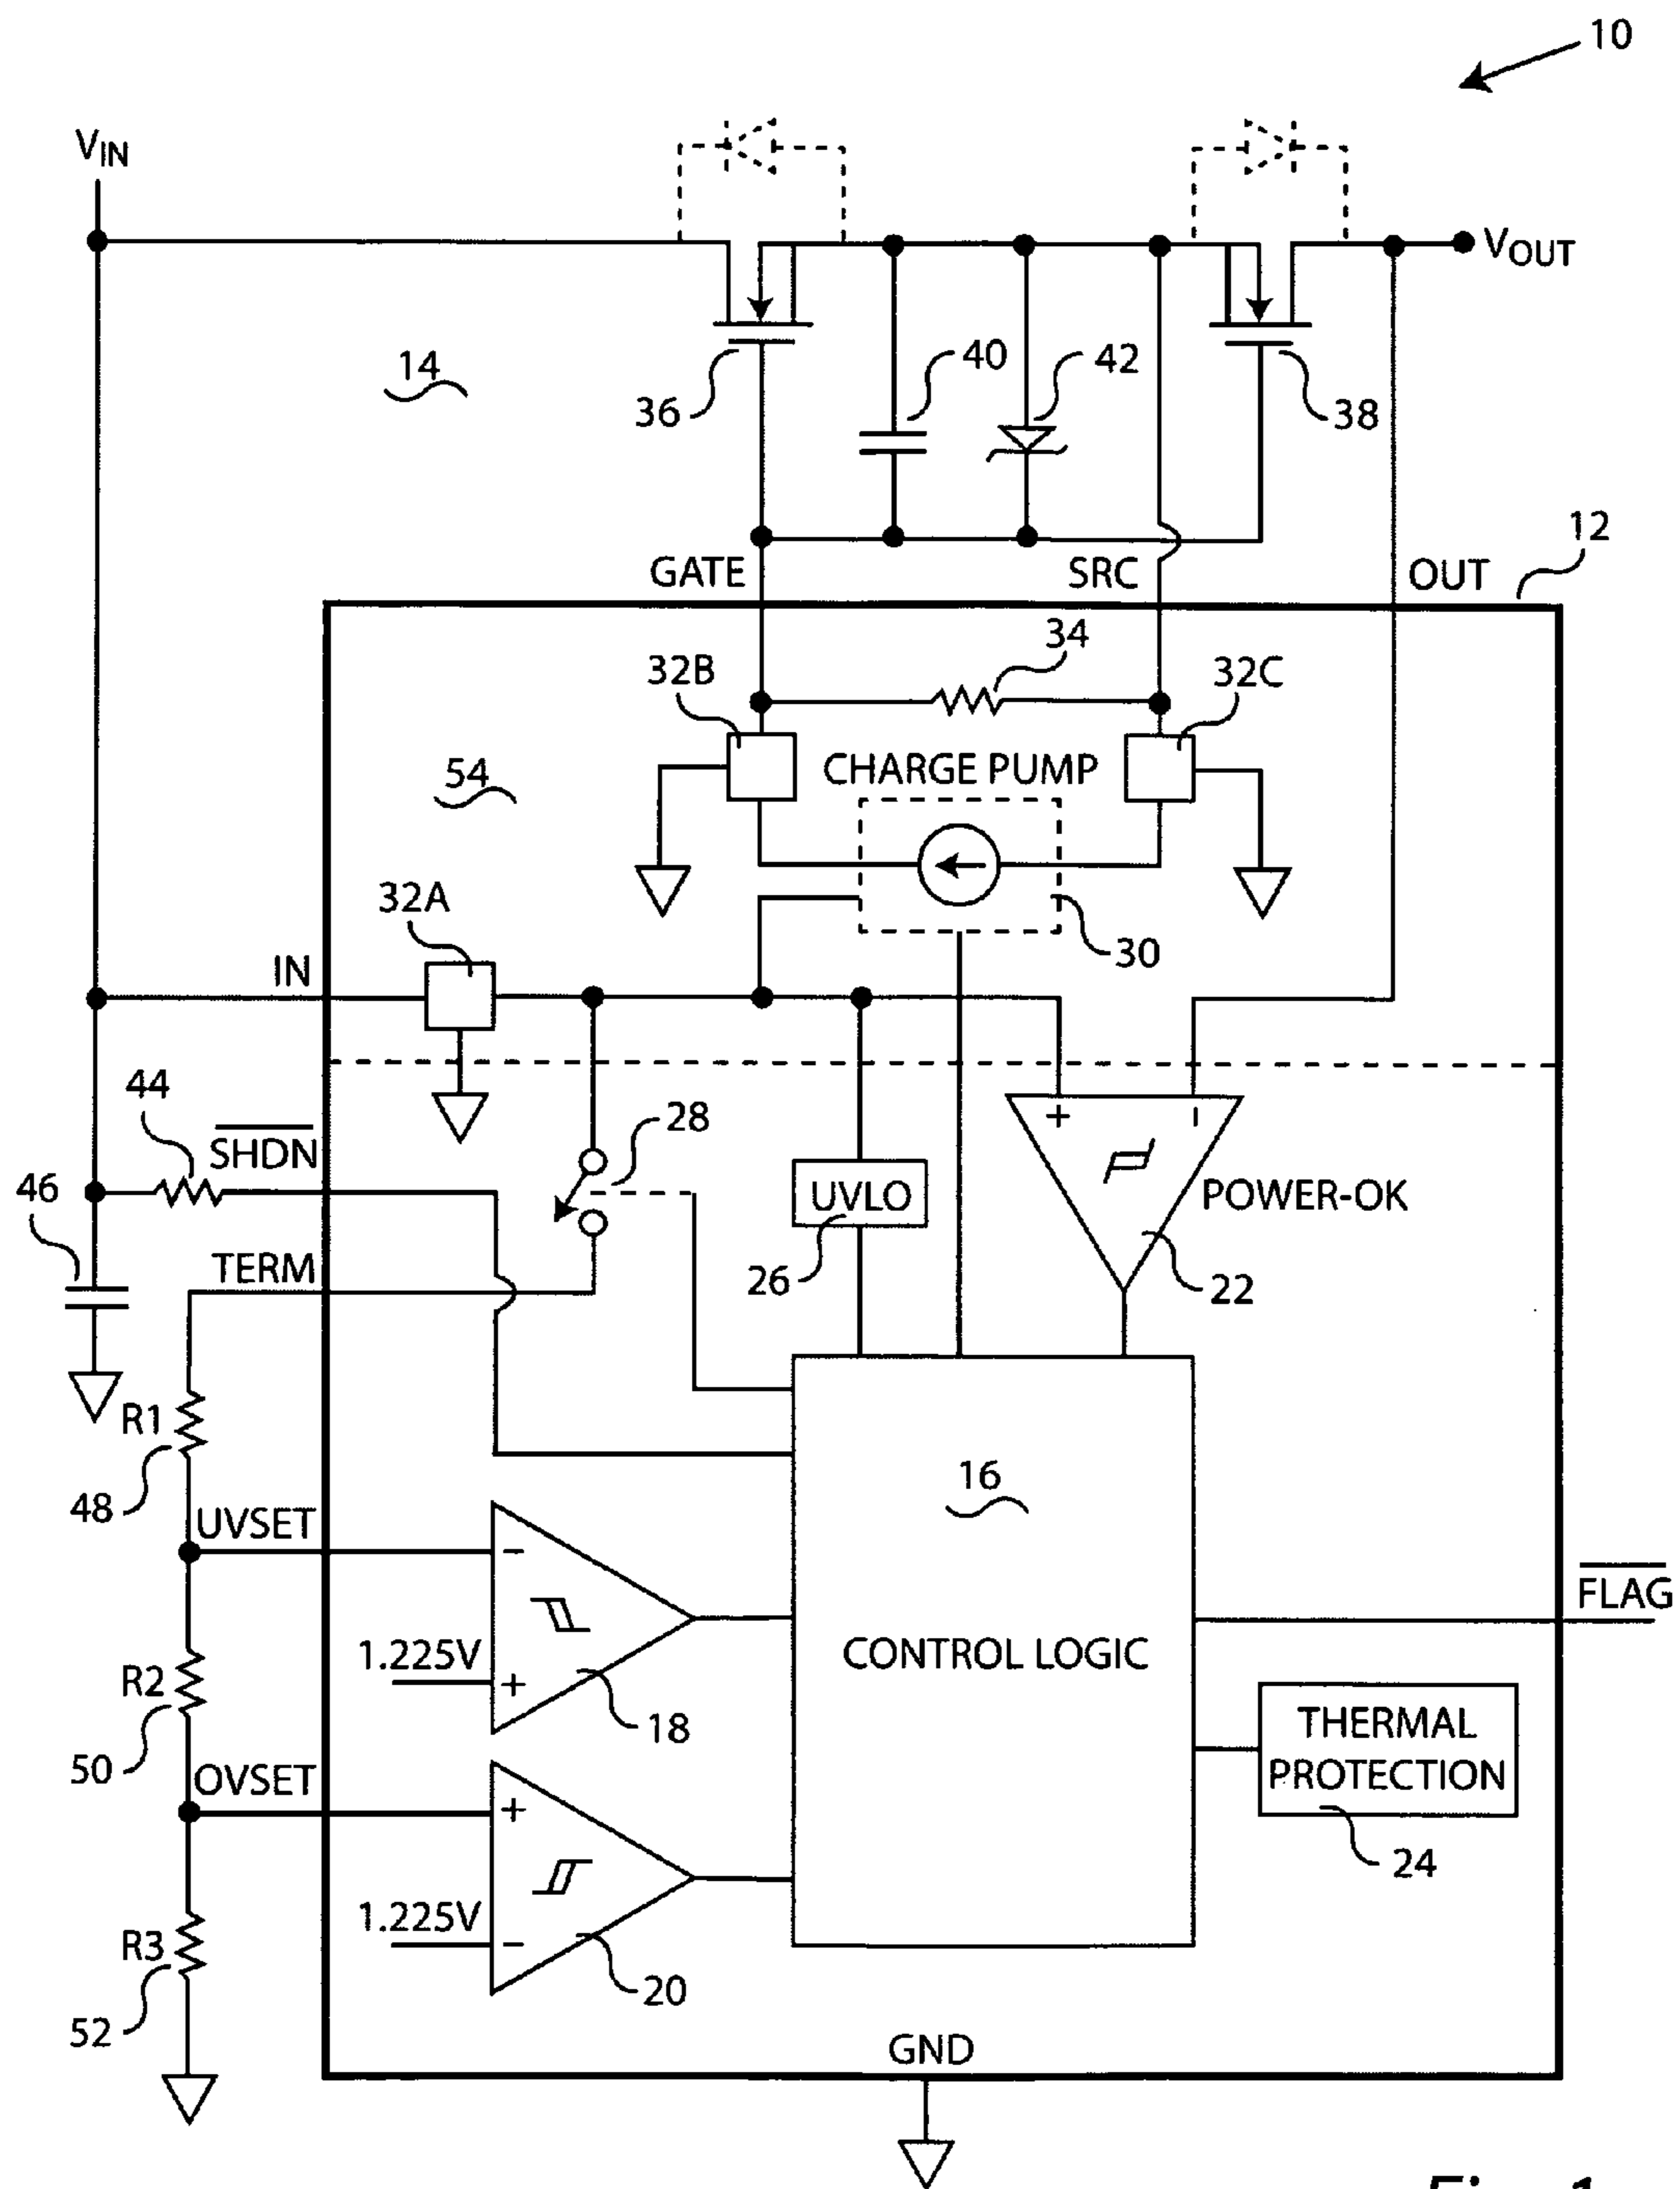 10
VIN
VOUT
14
36
40
42
38
12
GATE
SRC
OUT
34
32B
32C
CHARGE PUMP
54
32A
30
IN
44
SHDN
28
46
UVLO
POWER-OK
TERM
26
22
R1
48
16
UVSET
FLAG
1.225V
CONTROL LOGIC
R2
18
THERMAL
PROTECTION
50
OVSET
24
1.225V
R3
20
52
GND